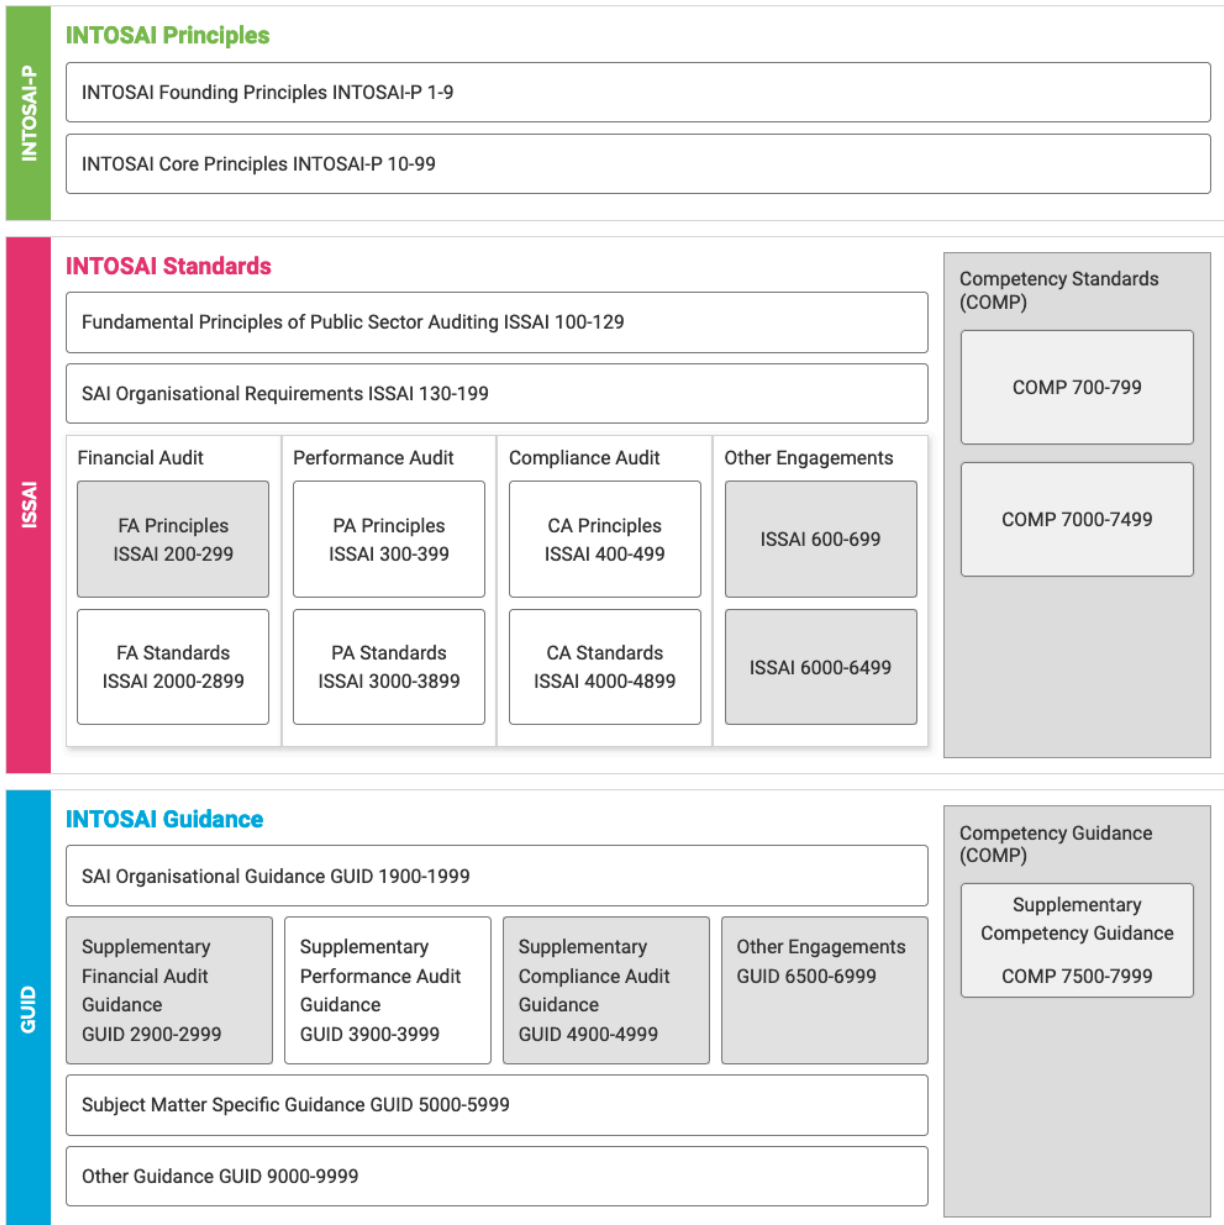 INTOSAI-P
INTOSAI Principles
INTOSAI Founding Principles INTOSAI-P 1-9
INTOSAI Core Principles INTOSAI-P 10-99
ISSAI
INTOSAI Standards
Fundamental Principles of Public Sector Auditing ISSAI 100-129
SAI Organisational Requirements ISSAI 130-199
Financial Audit
FA Principles
ISSAI 200-299
FA Standards
ISSAI 2000-2899
Performance Audit
PA Principles
ISSAI 300-399
PA Standards
ISSAI 3000-3899
Compliance Audit
CA Principles
ISSAI 400-499
CA Standards
ISSAI 4000-4899
Other Engagements
ISSAI 600-699
ISSAI 6000-6499
Competency Standards
(COMP)
COMP 700-799
COMP 7000-7499
GUID
INTOSAI Guidance
SAI Organisational Guidance GUID 1900-1999
Supplementary
Financial Audit
Guidance
GUID 2900-2999
Supplementary
Performance Audit
Guidance
GUID 3900-3999
Supplementary
Compliance Audit
Guidance
GUID 4900-4999
Other Engagements
GUID 6500-6999
Subject Matter Specific Guidance GUID 5000-5999
Other Guidance GUID 9000-9999
Competency Guidance
(COMP)
Supplementary
Competency Guidance
COMP 7500-7999